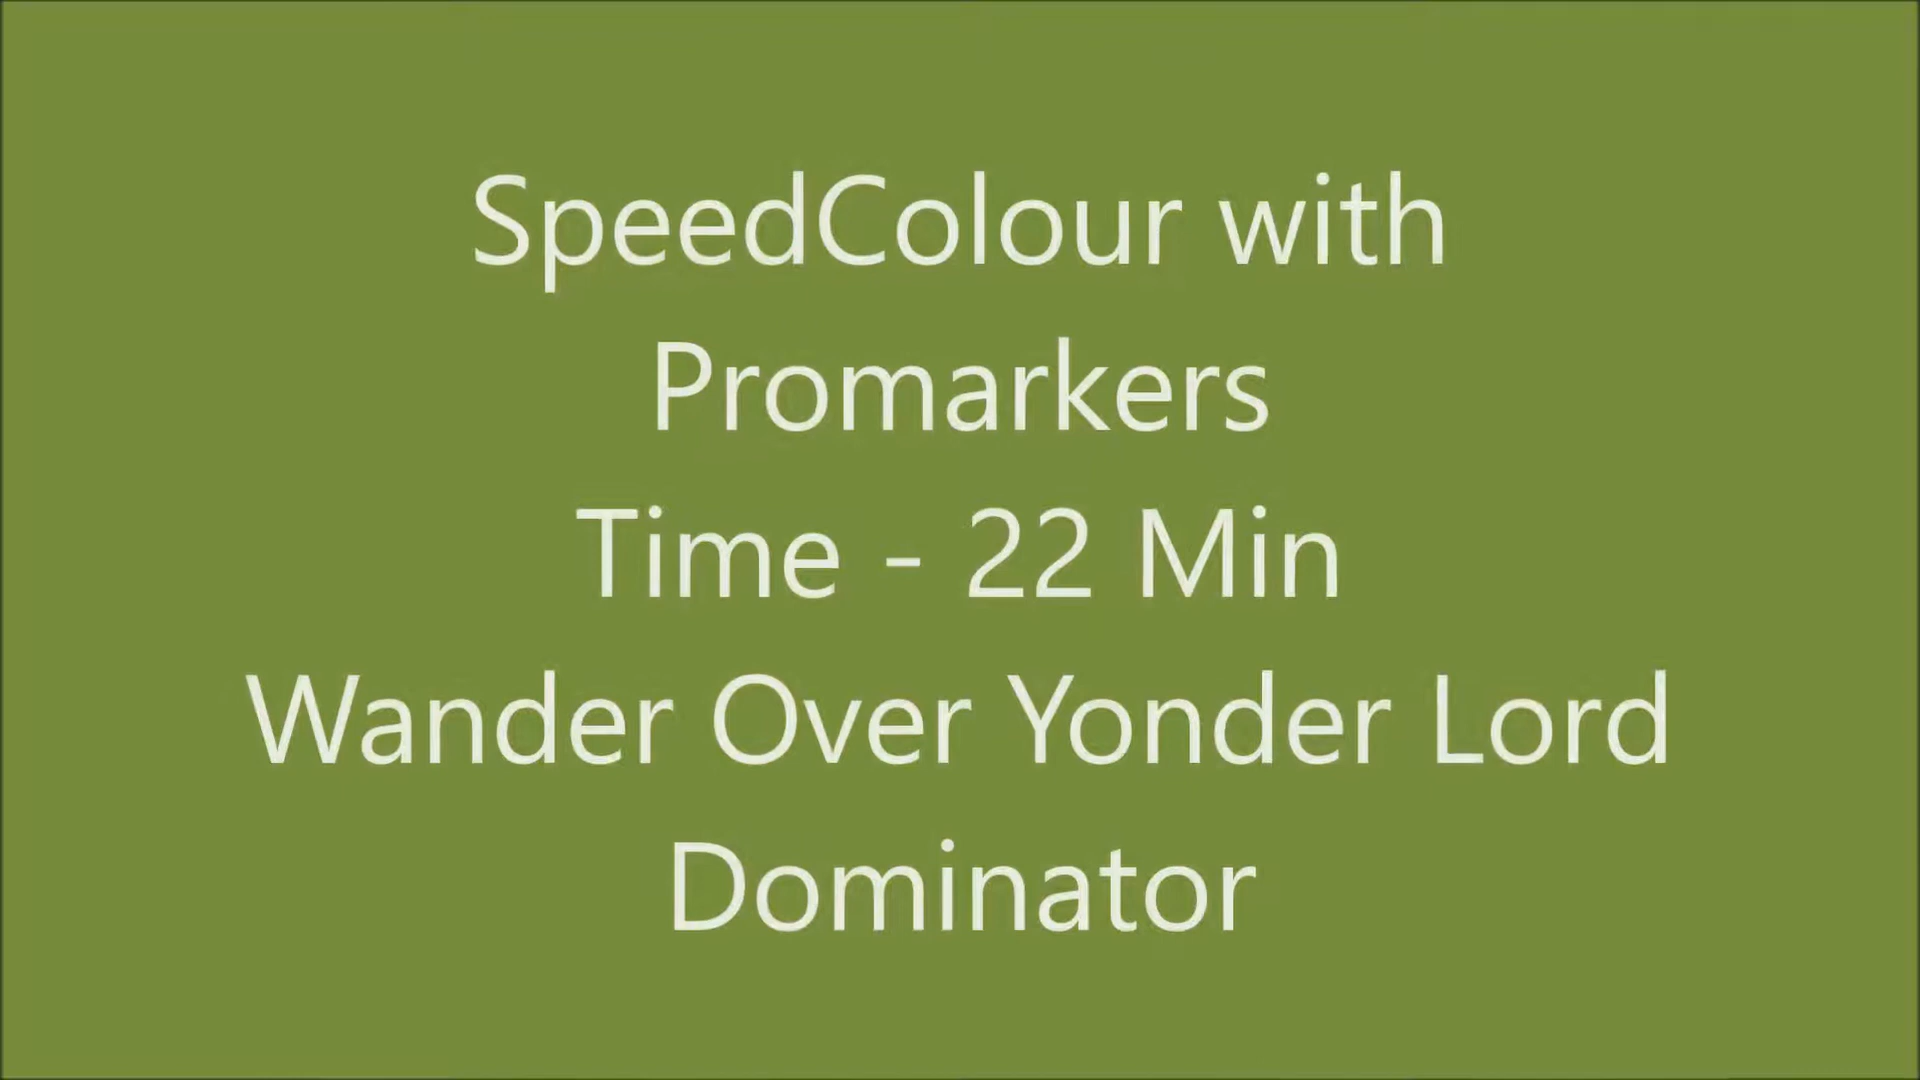 SpeedColour with
Promarkers
Time - 22 Min
Wander Over Yonder Lord
Dominator